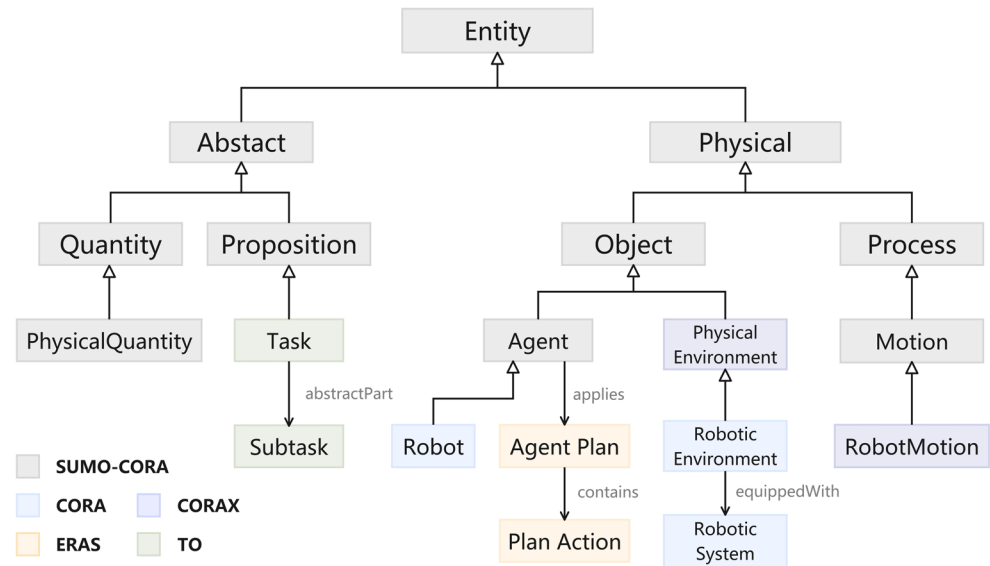 Entity
Abstact
Physical
Quantity
Proposition
Object
Process
PhysicalQuantity
Task
Agent
Physical
Environment
Motion
abstractPart
applies
Subtask
Robot
Agent Plan
Robotic
Environment
RobotMotion
SUMO-CORA
contains
equippedWith
CORA
CORAX
ERAS
TO
Plan Action
Robotic
System